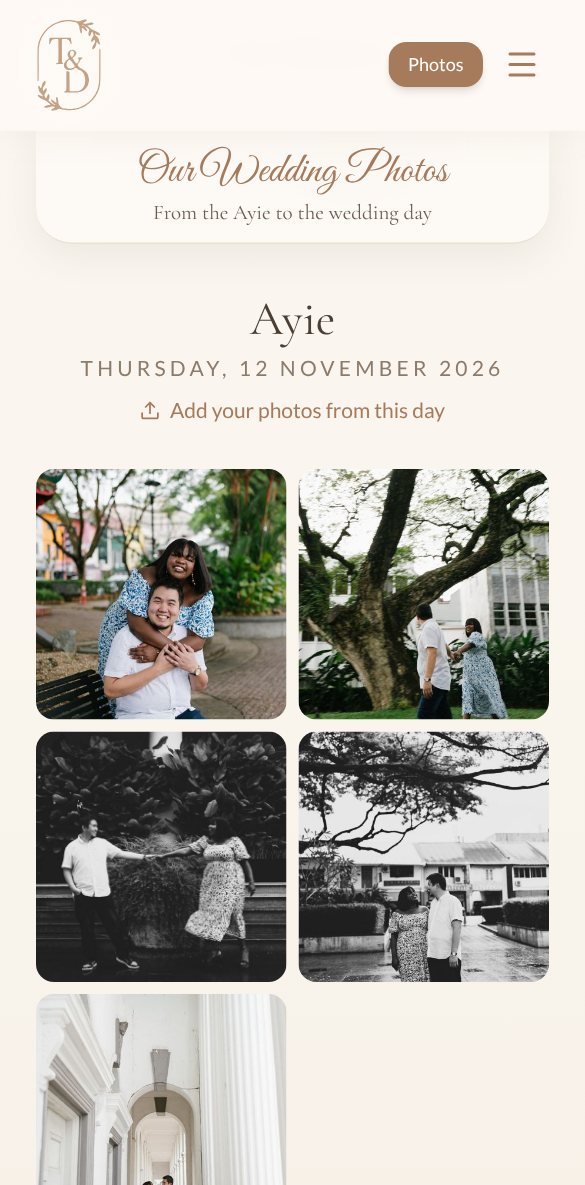 T&D
Photos
Our Wedding Photos
From the Ayie to the wedding day
Ayie
THURSDAY, 12 NOVEMBER 2026
Add your photos from this day